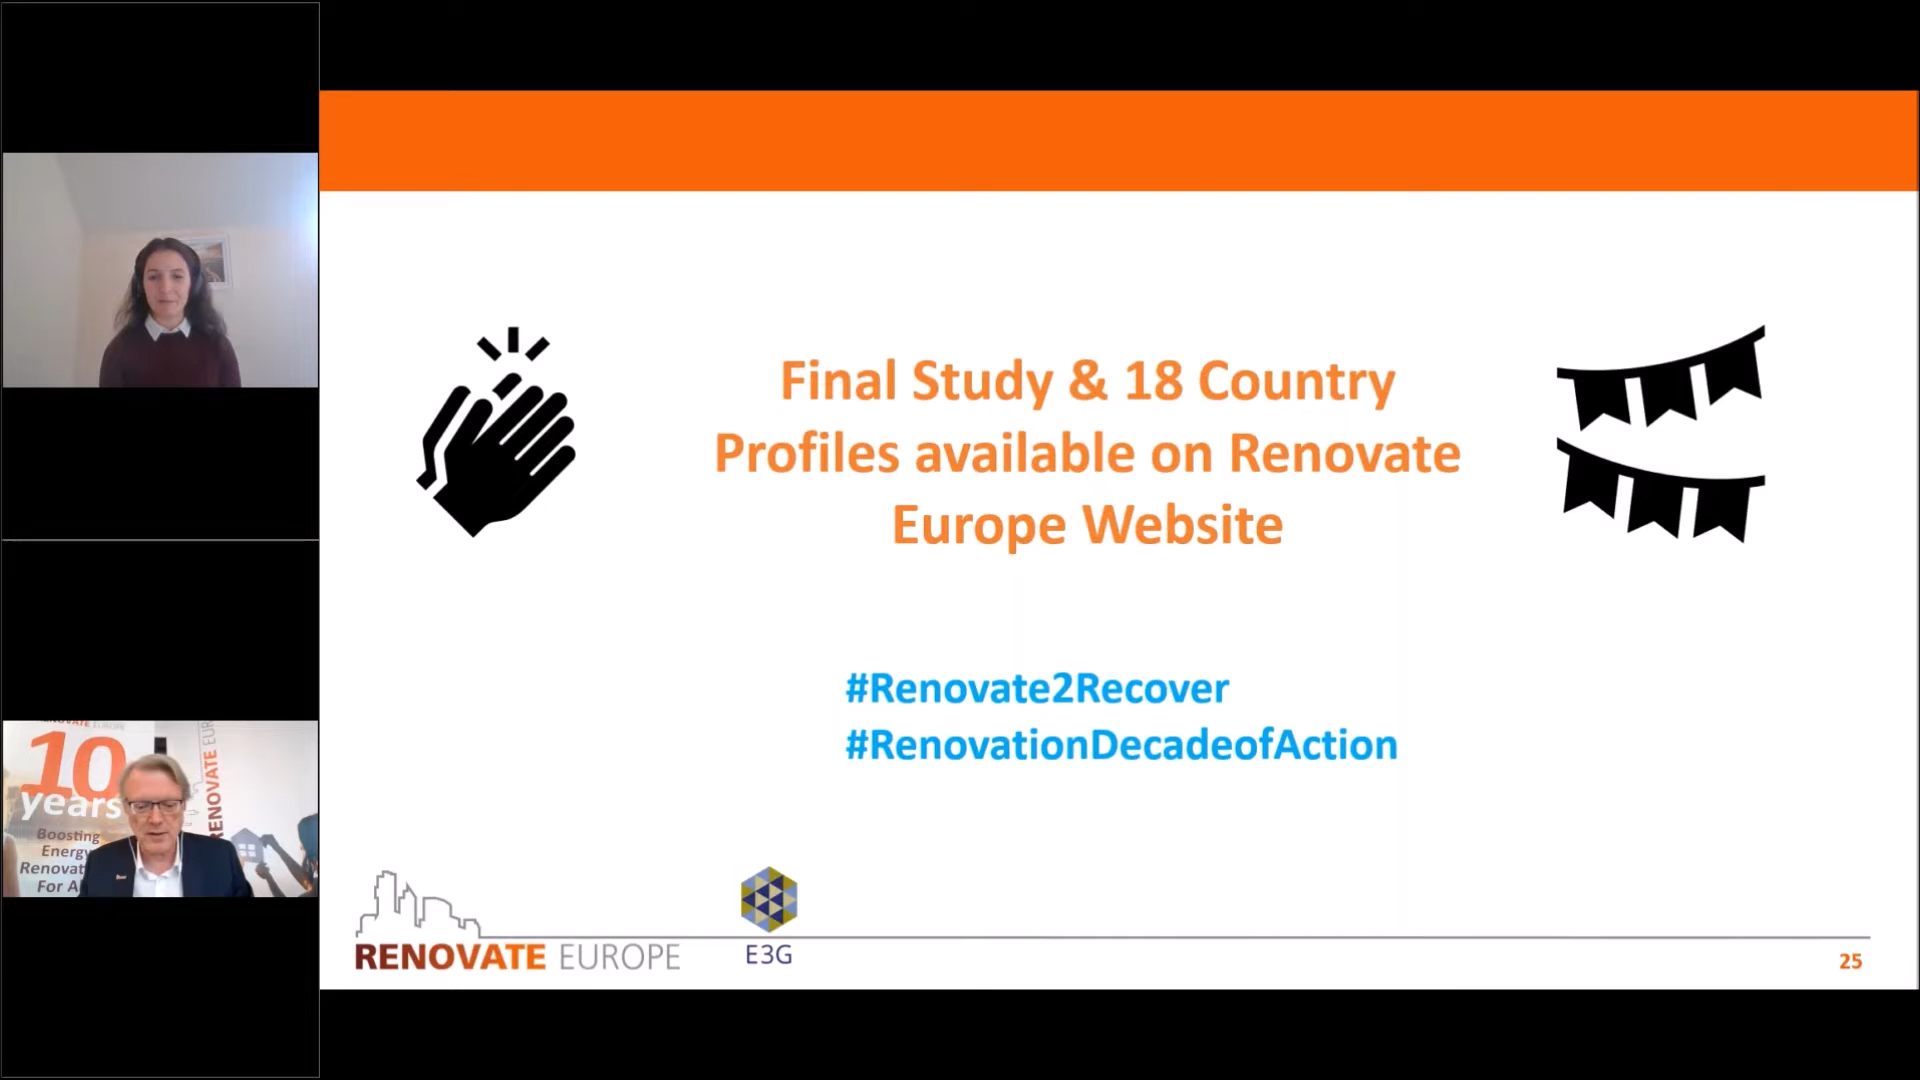 Final Study & 18 Country
Profiles available on Renovate
Europe Website
#Renovate2Recover
#RenovationDecadeofAction
RENOVATE EUROPE
E3G
25
10
years
Boosting
Energy
For
RENOVATE EUR